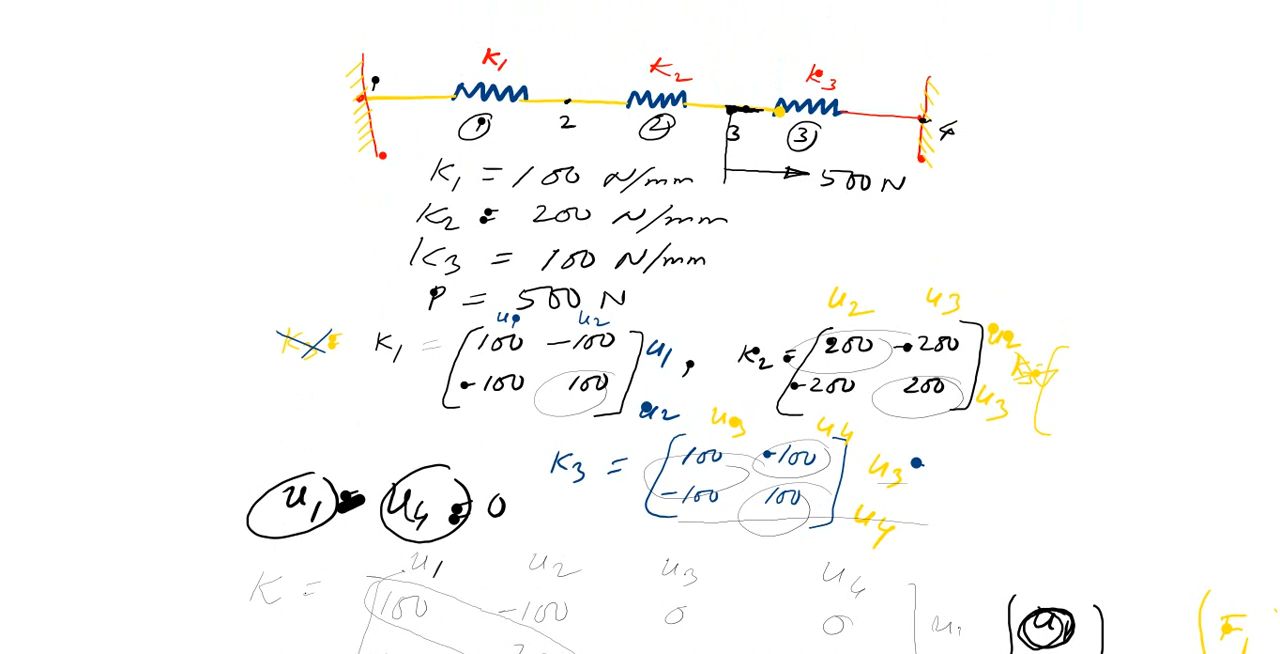 K1 K2 K3
1 2 3 4
① ② ③
K1 = 100 N/mm
500 N
K2 = 200 N/mm
K3 = 100 N/mm
P = 500 N
u2 u3
u1 u2
K1 = [100 -100] u1, K2 = [200 -200] u2
[-100 100] u2 [-200 200] u3
u3 u4
K3 = [100 -100] u3
[-100 100] u4
u1 = u4 = 0
u1 u2 u3 u4
K =
100 -100 0 0 u1